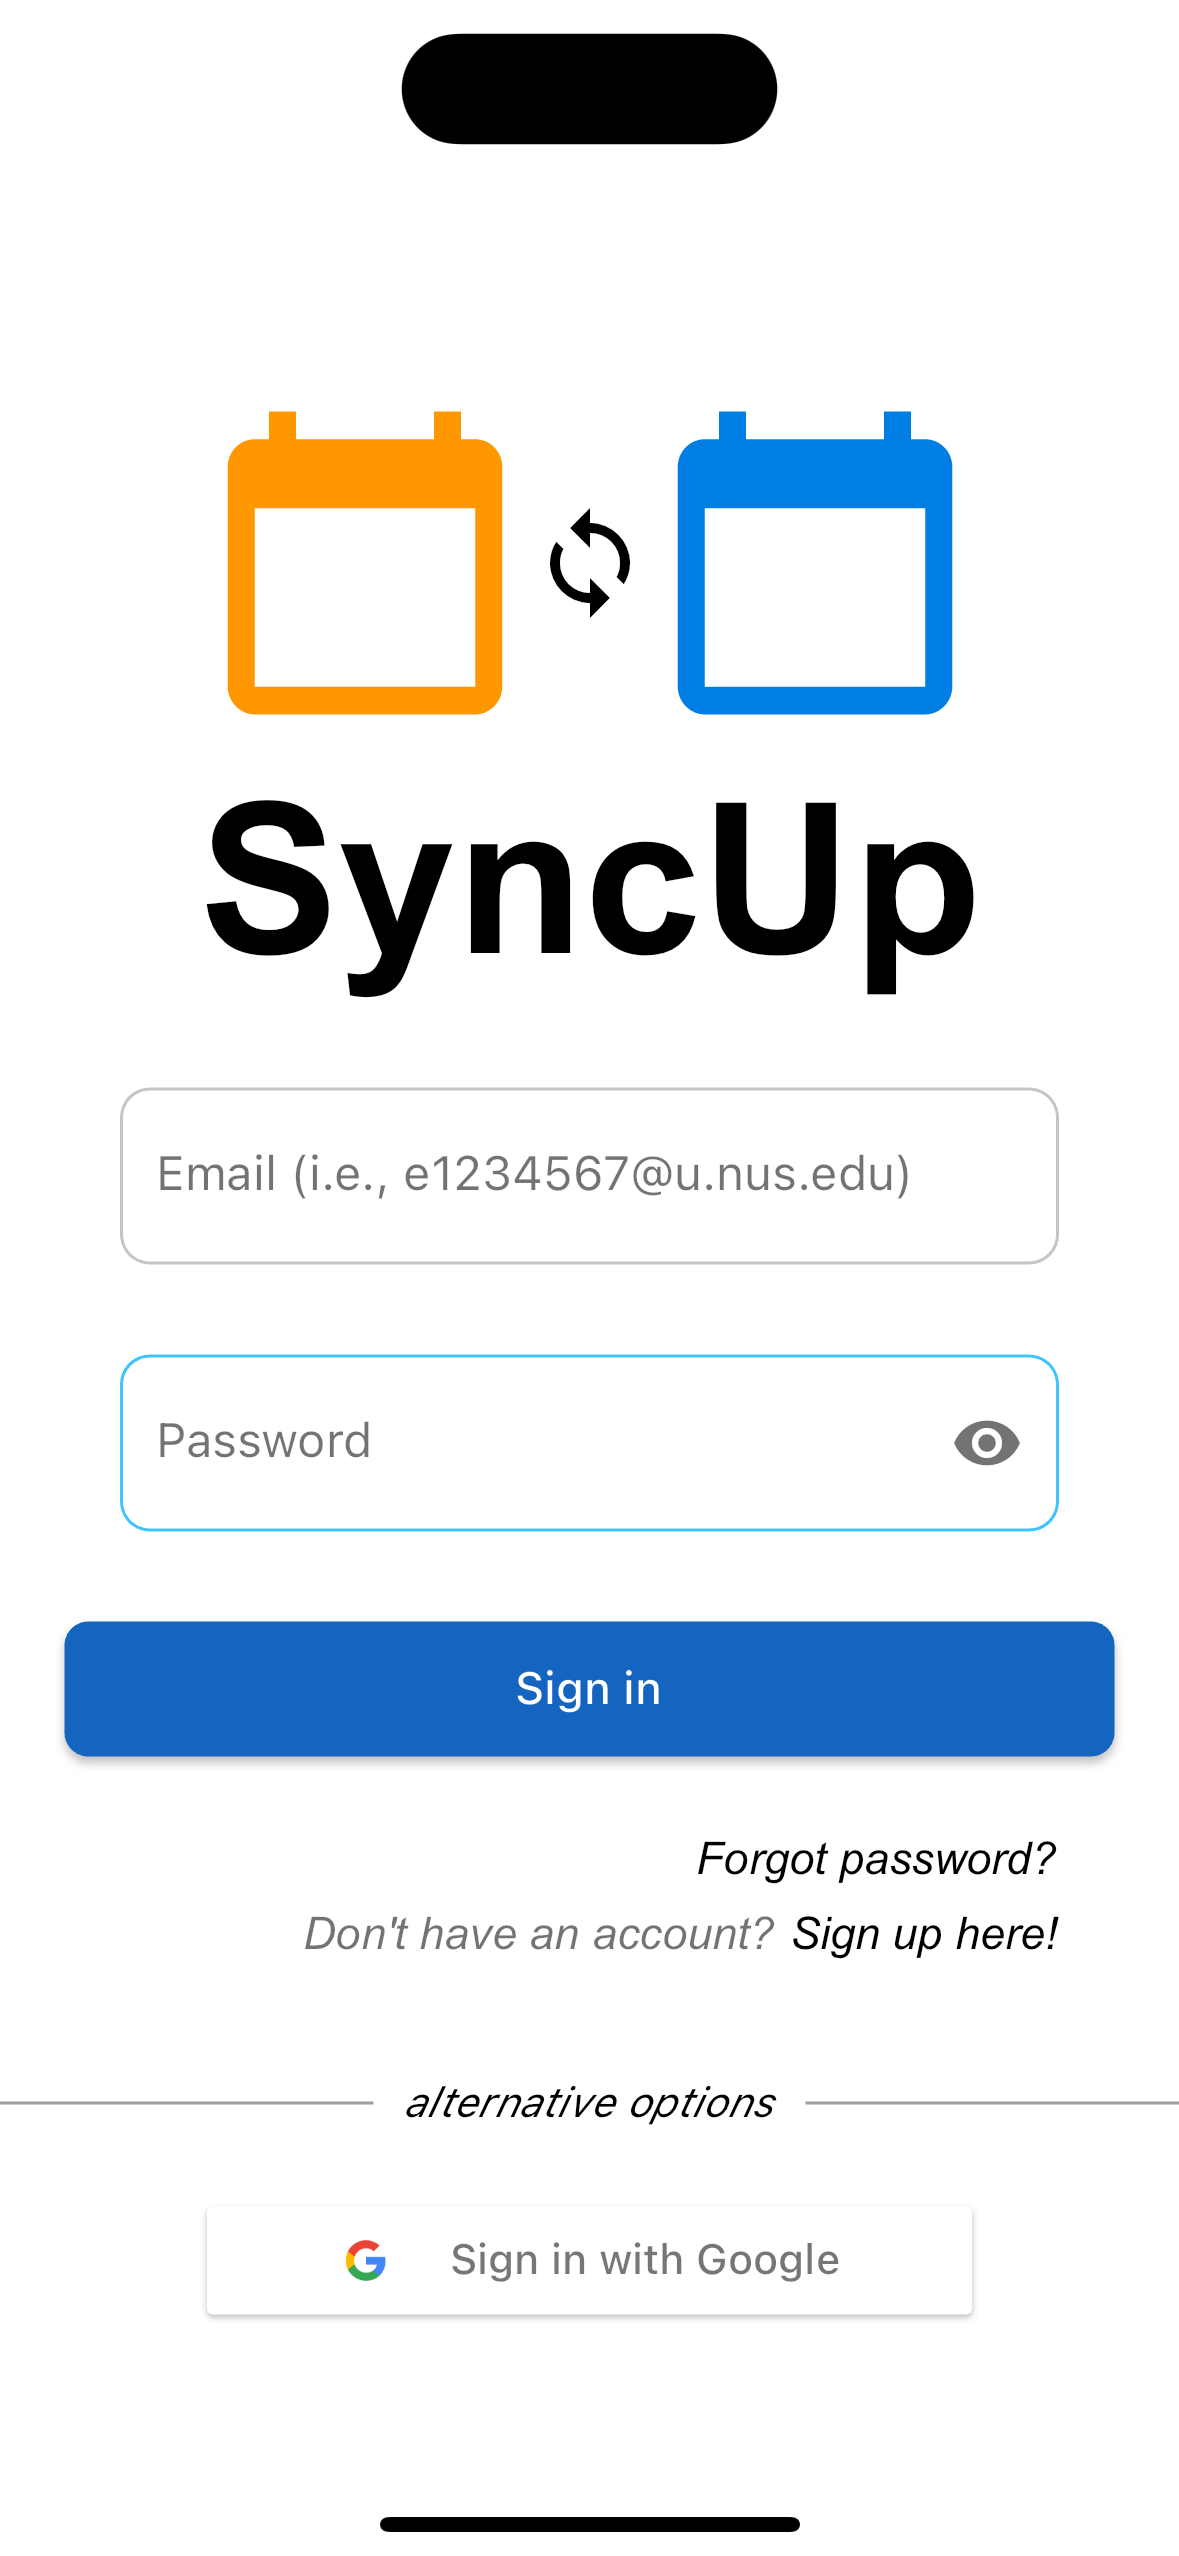 SyncUp
Email (i.e., e1234567@u.nus.edu)
Password
Sign in
Forgot password?
Don't have an account? Sign up here!
alternative options
Sign in with Google